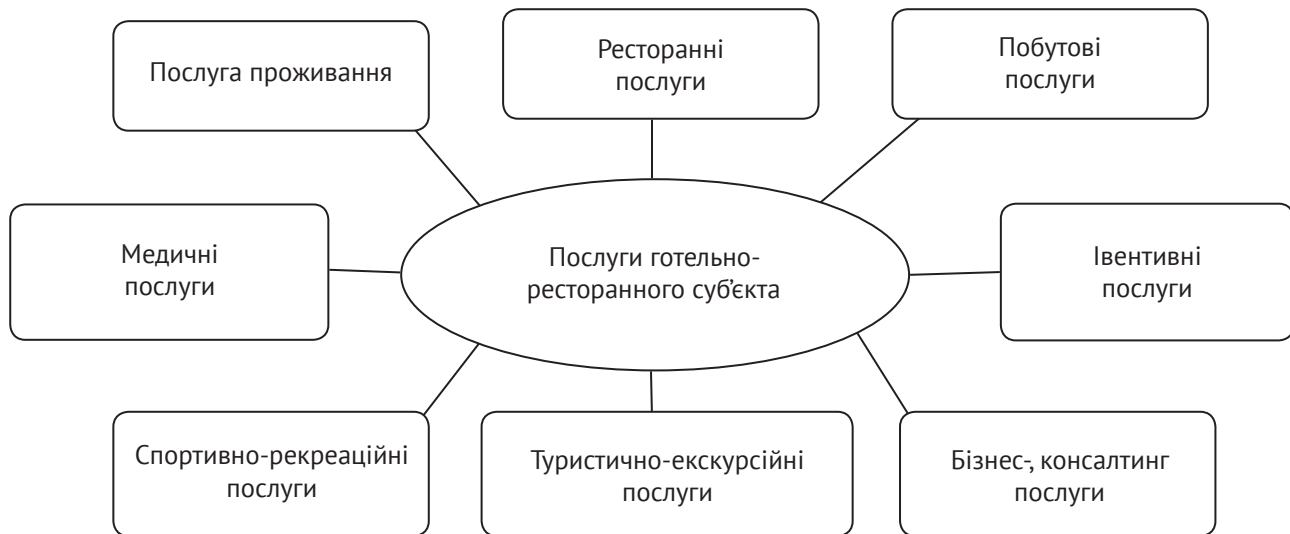 Послуга проживання
Ресторанні
послуги
Побутові
послуги
Медичні
послуги
Послуги готельно-
ресторанного суб'єкта
Івентивні
послуги
Спортивно-рекреаційні
послуги
Туристично-екскурсійні
послуги
Бізнес-, консалтинг
послуги